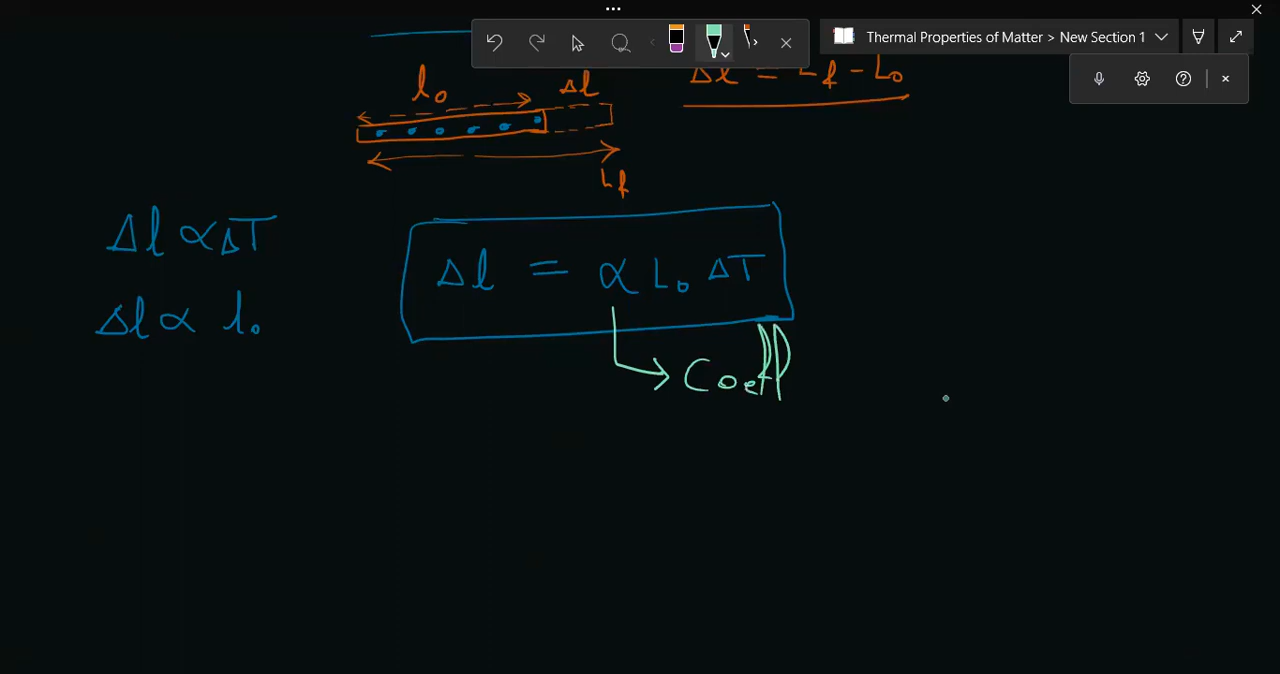 Thermal Properties of Matter > New Section 1
Δl = Lf - L₀
l₀ Δl
Lf
Δl ∝ ΔT
Δl = α L₀ ΔT
Δl ∝ l₀
Coeff